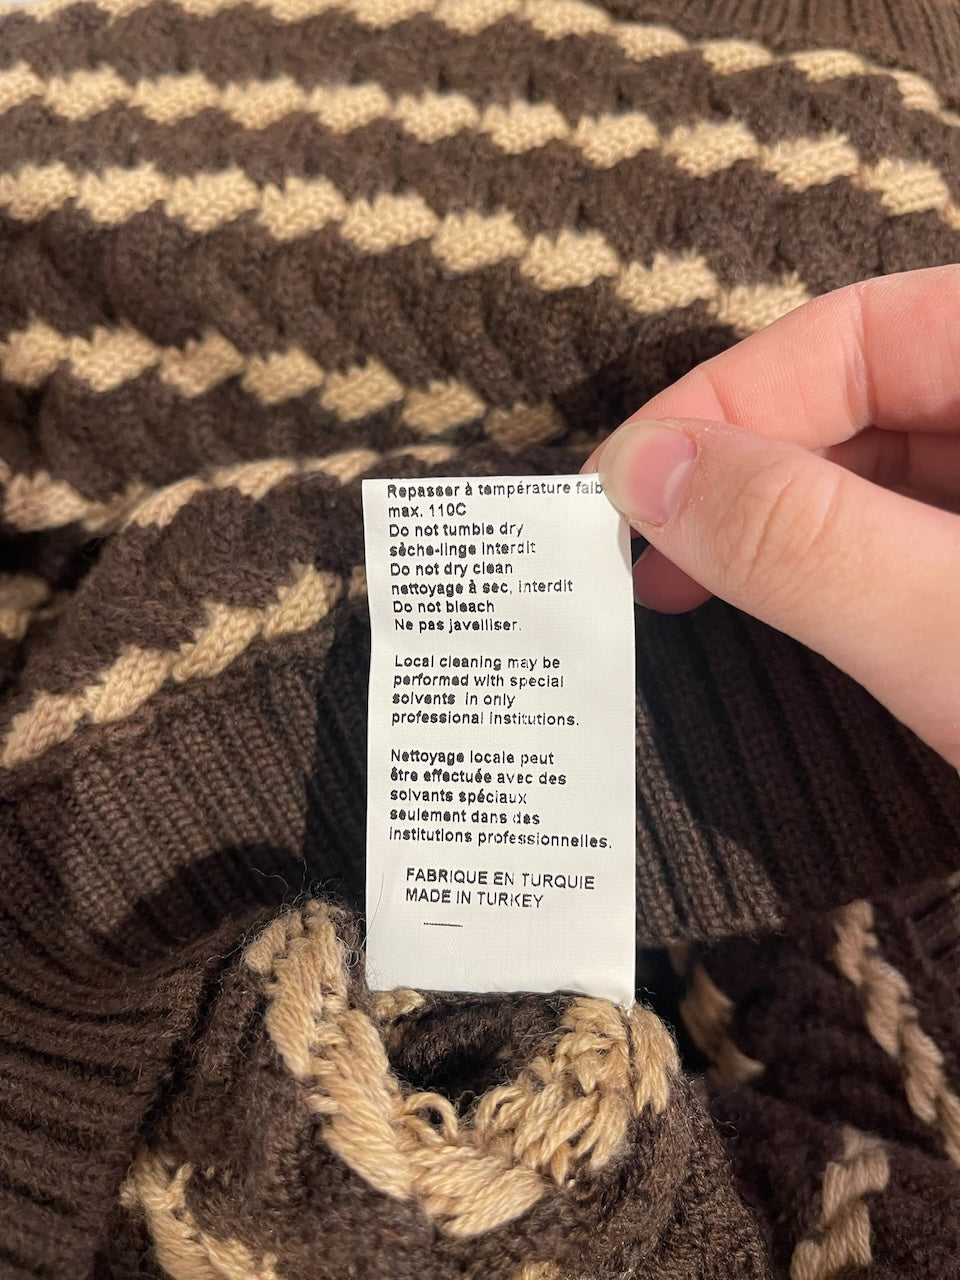 Repasser à température faib
max. 110C
Do not tumble dry
sèche-linge interdit
Do not dry clean
nettoyage à sec, interdit
Do not bleach
Ne pas javelliser.
Local cleaning may be
performed with special
solvents in only
professional institutions.
Nettoyage locale peut
être effectuée avec des
solvants spéciaux
seulement dans des
institutions professionnelles.
FABRIQUE EN TURQUIE
MADE IN TURKEY